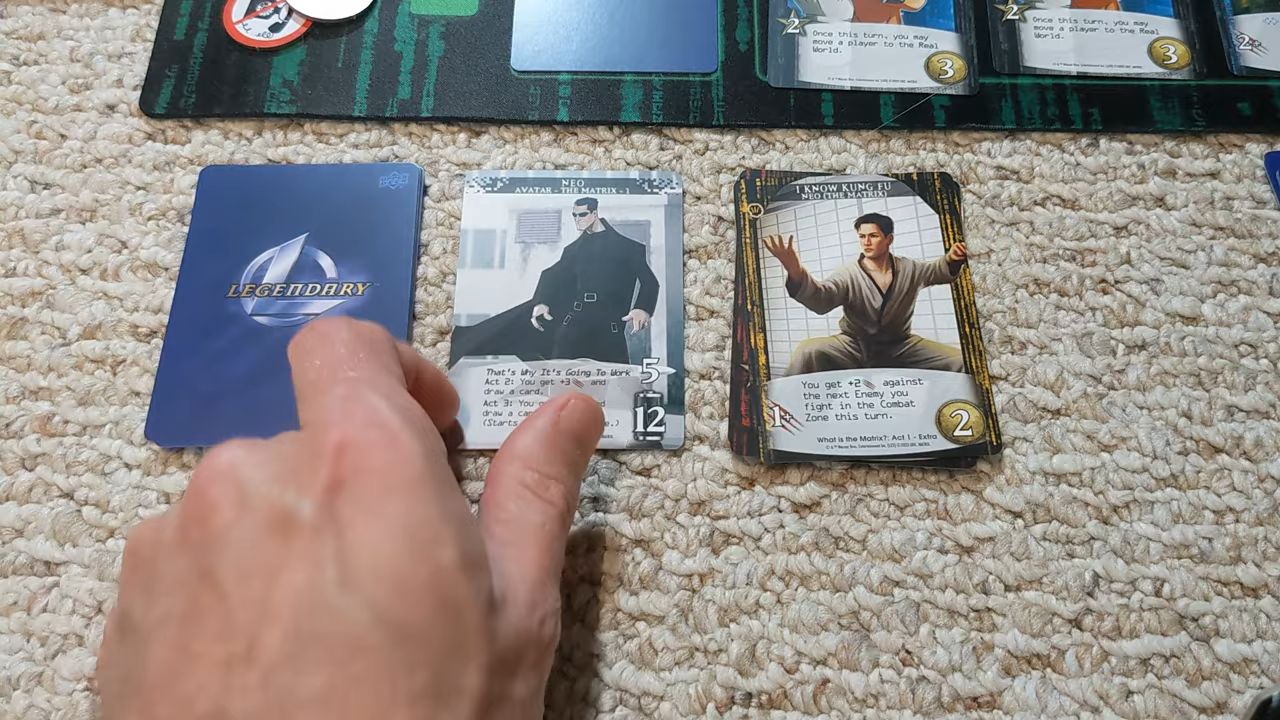 2
Once this turn, you may
move a player to the Real
World.
3
2
Once this turn, you may
move a player to the Real
World.
3
2
LEGENDARY
NEO
AVATAR - THE MATRIX - 1
That's Why It's Going To Work
Act 2: You get +3 and
draw a card.
Act 3: You
draw a
(Starts
5
12
I KNOW KUNG FU
NEO (THE MATRIX)
You get +2 against
the next Enemy you
fight in the Combat
Zone this turn.
1+
2
What is the Matrix?: Act 1 - Extra